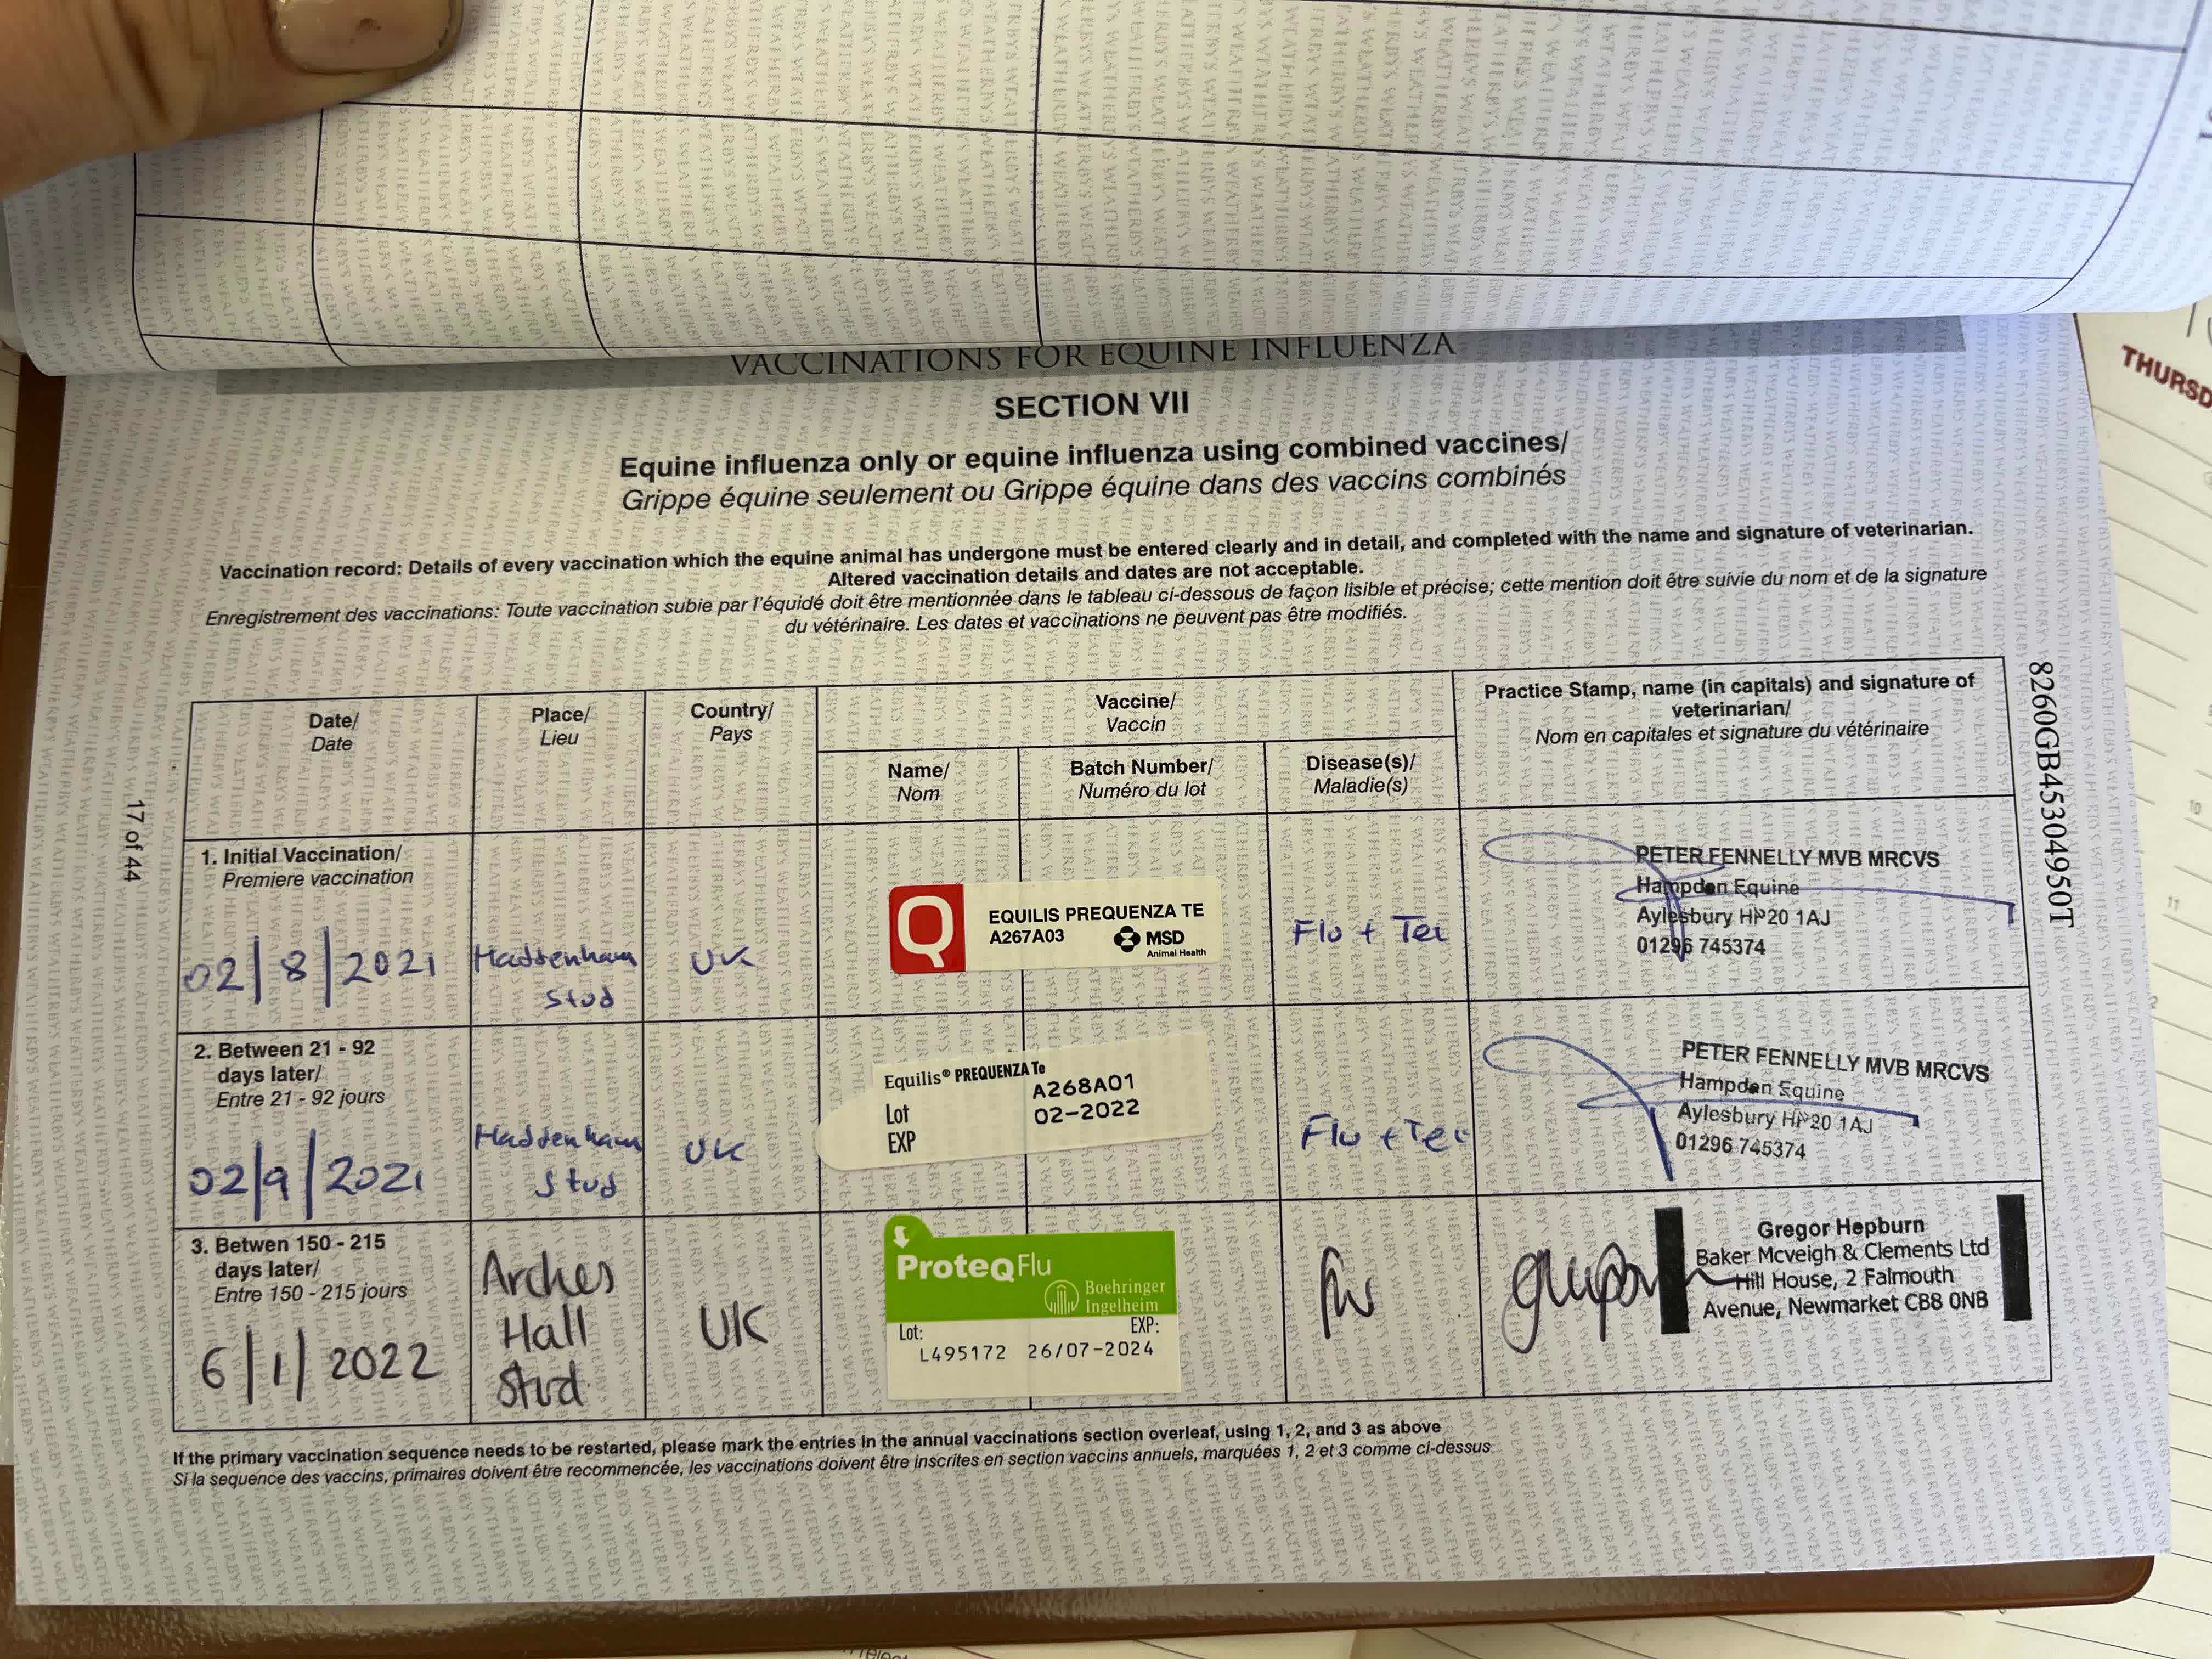 VACCINATIONS FOR EQUINE INFLUENZA
SECTION VII
Equine influenza only or equine influenza using combined vaccines/
Grippe équine seulement ou Grippe équine dans des vaccins combinés
Vaccination record: Details of every vaccination which the equine animal has undergone must be entered clearly and in detail, and completed with the name and signature of veterinarian.
Altered vaccination details and dates are not acceptable.
Enregistrement des vaccinations: Toute vaccination subie par l'équidé doit être mentionnée dans le tableau ci-dessous de façon lisible et précise; cette mention doit être suivie du nom et de la signature
du vétérinaire. Les dates et vaccinations ne peuvent pas être modifiés.
Date/
Date
Place/
Lieu
Country/
Pays
Vaccine/
Vaccin
Name/
Nom
Batch Number/
Numéro du lot
Disease(s)/
Maladie(s)
Practice Stamp, name (in capitals) and signature of
veterinarian/
Nom en capitales et signature du vétérinaire
1. Initial Vaccination/
Premiere vaccination
02/8/2021
Haddenham
Stud
UK
Q
EQUILIS PREQUENZA TE
A267A03
MSD
Animal Health
Flu + Tet
PETER FENNELLY MVB MRCVS
Hampden Equine
Aylesbury HP20 1AJ
01296 745374
2. Between 21 - 92
days later/
Entre 21 - 92 jours
02/9/2021
Haddenham
Stud
UK
Equilis® PREQUENZA Te
Lot A268A01
EXP 02-2022
Flu + Tet
PETER FENNELLY MVB MRCVS
Hampden Equine
Aylesbury HP20 1AJ
01296 745374
3. Betwen 150 - 215
days later/
Entre 150 - 215 jours
6/1/2022
Arches
Hall
Stud
UK
ProteqFlu
Boehringer
Ingelheim
Lot: EXP:
L495172 26/07-2024
flu
Gregor Hepburn
Baker Mcveigh & Clements Ltd
Hill House, 2 Falmouth
Avenue, Newmarket CB8 0NB
If the primary vaccination sequence needs to be restarted, please mark the entries in the annual vaccinations section overleaf, using 1, 2, and 3 as above
Si la sequence des vaccins, primaires doivent être recommencée, les vaccinations doivent être inscrites en section vaccins annuels, marquées 1, 2 et 3 comme ci-dessus
17 of 44
8260GB45304950T
THURSD
10
11